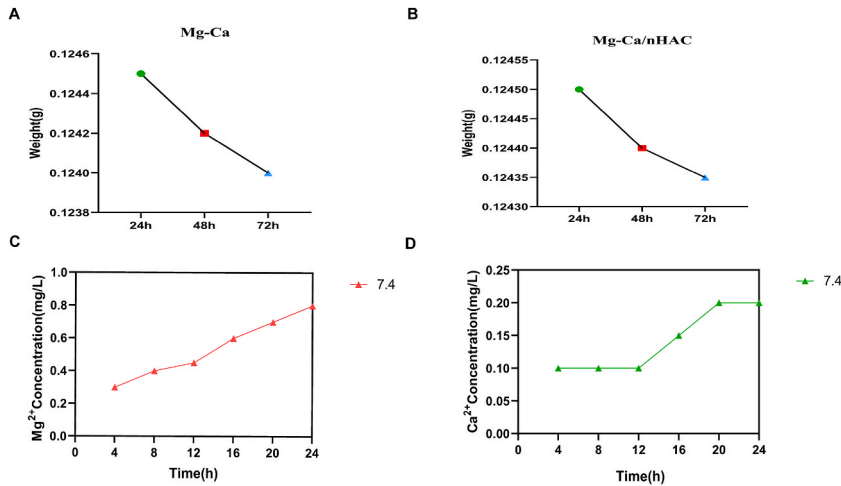 A
Mg-Ca
0.1246
0.1244
0.1242
0.1240
0.1238
Weight(g)
24h 48h 72h
B
Mg-Ca/nHAC
0.12455
0.12450
0.12445
0.12440
0.12435
0.12430
Weight(g)
24h 48h 72h
C
1.0
0.8
0.6
0.4
0.2
0.0
Mg²⁺Concentration(mg/L)
0 4 8 12 16 20 24
Time(h)
7.4
D
0.25
0.20
0.15
0.10
0.05
0.00
Ca²⁺Concentration(mg/L)
0 4 8 12 16 20 24
Time(h)
7.4